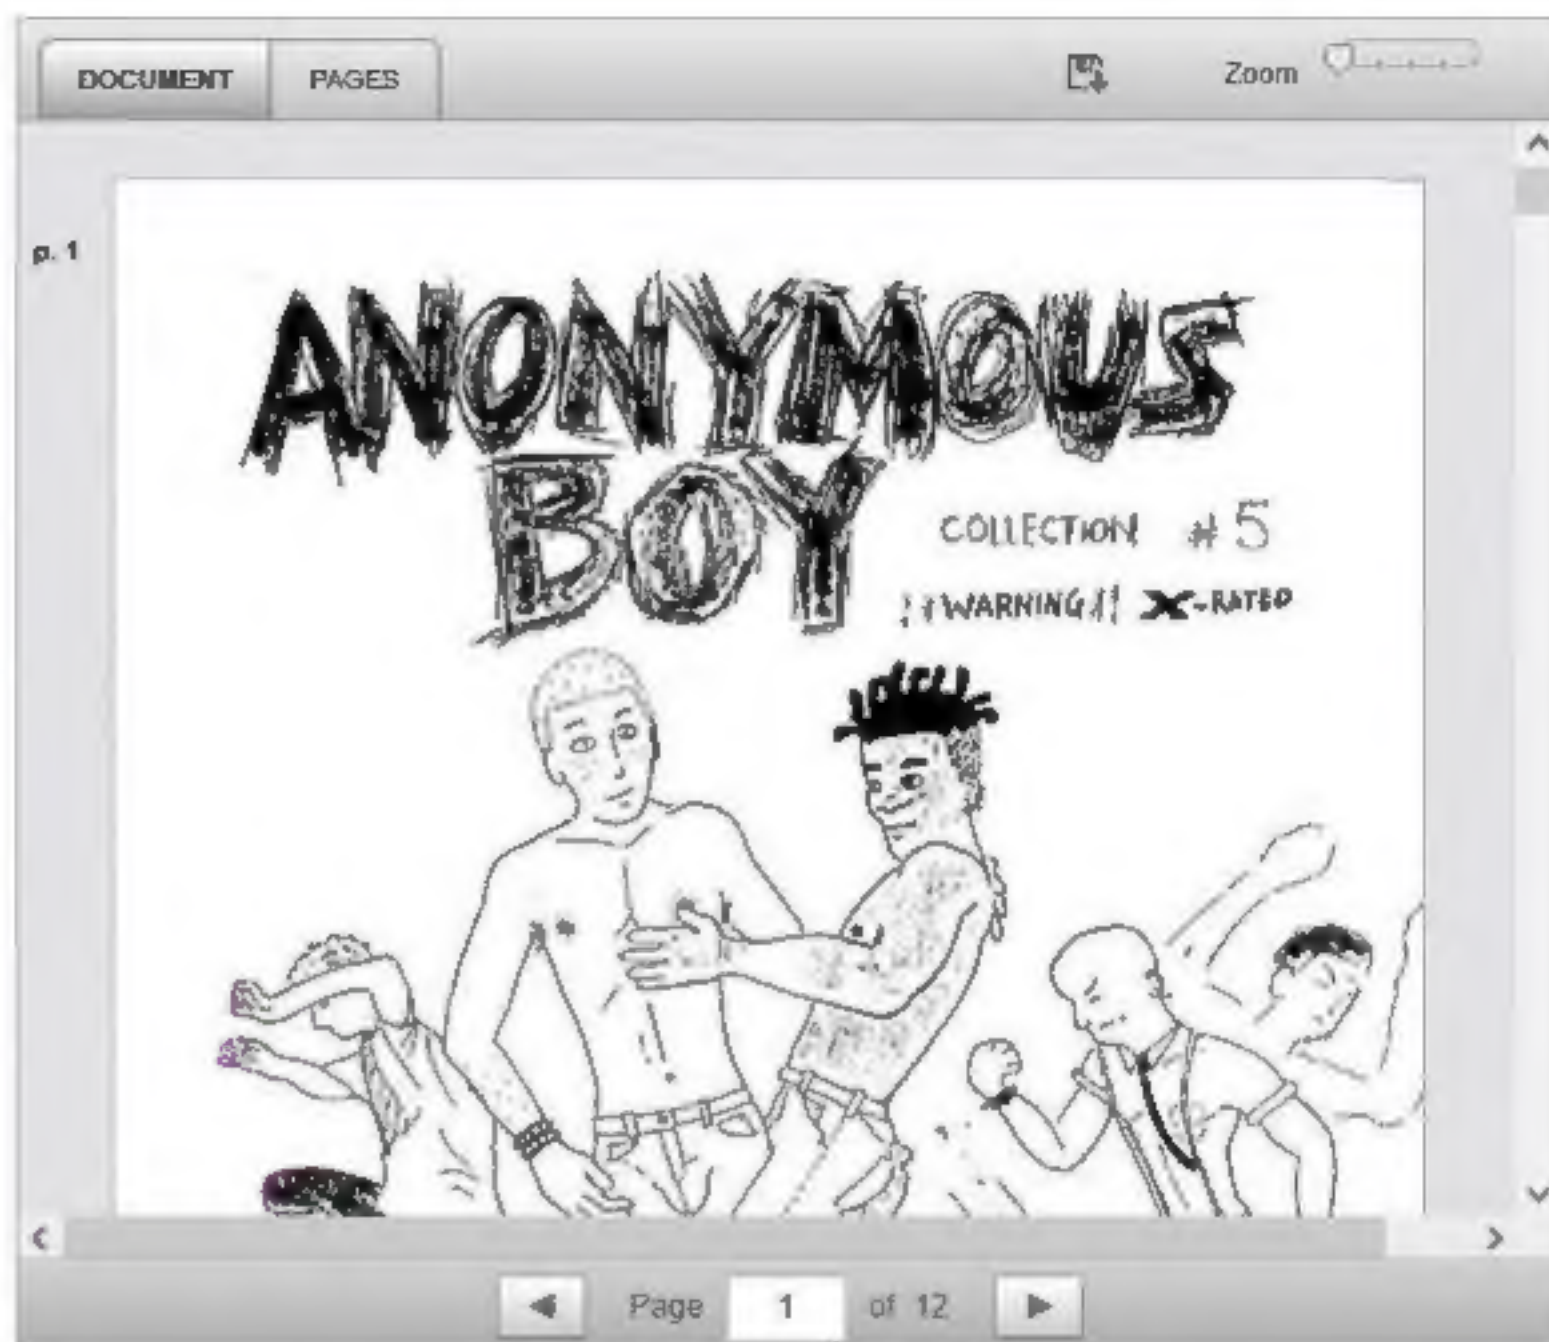 DOCUMENT PAGES Zoom
p. 1
ANONYMOUS
BOY
COLLECTION #5
!!WARNING!! X-RATED
Page 1 of 12